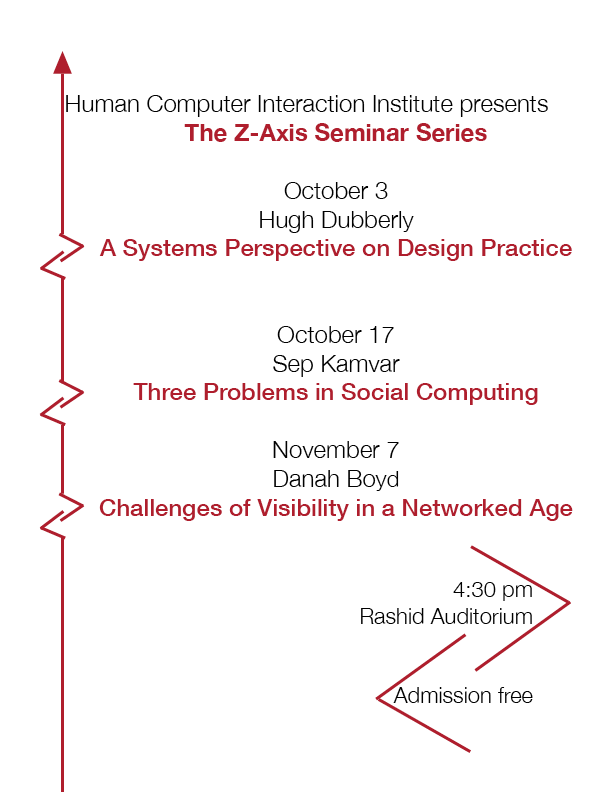 Human Computer Interaction Institute presents
The Z-Axis Seminar Series
October 3
Hugh Dubberly
A Systems Perspective on Design Practice
October 17
Sep Kamvar
Three Problems in Social Computing
November 7
Danah Boyd
Challenges of Visibility in a Networked Age
4:30 pm
Rashid Auditorium
Admission free